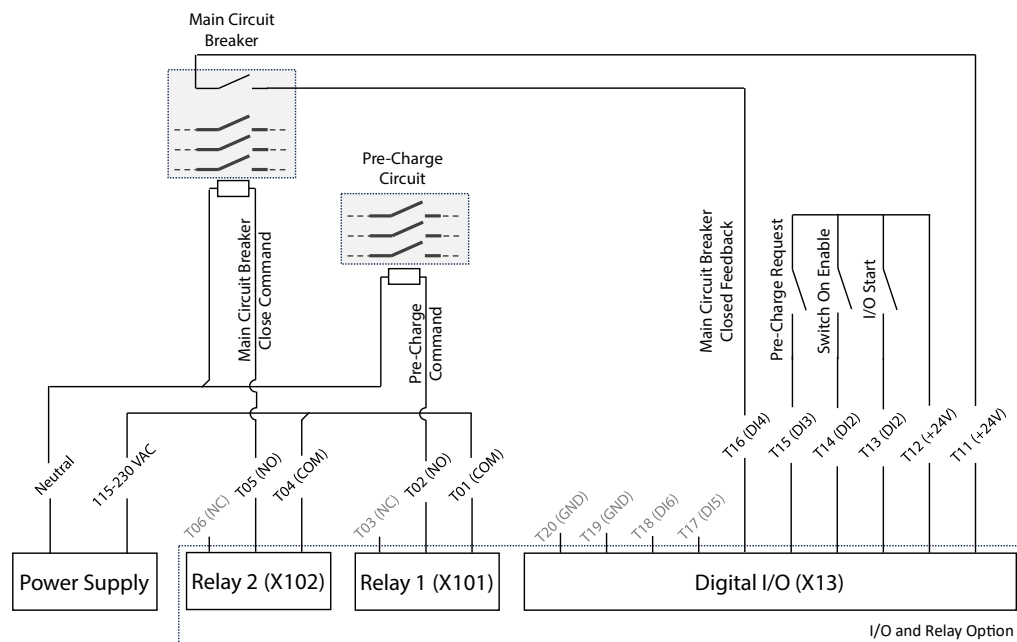 Main Circuit
Breaker
Pre-Charge
Circuit
Main Circuit Breaker
Close Command
Pre-Charge
Command
Main Circuit Breaker
Closed Feedback
Pre-Charge Request
Switch On Enable
I/O Start
Neutral
115-230 VAC
T06 (NC)
T05 (NO)
T04 (COM)
T03 (NC)
T02 (NO)
T01 (COM)
T20 (GND)
T19 (GND)
T18 (DI6)
T17 (DI5)
T16 (DI4)
T15 (DI3)
T14 (DI2)
T13 (DI2)
T12 (+24V)
T11 (+24V)
Power Supply
Relay 2 (X102)
Relay 1 (X101)
Digital I/O (X13)
I/O and Relay Option